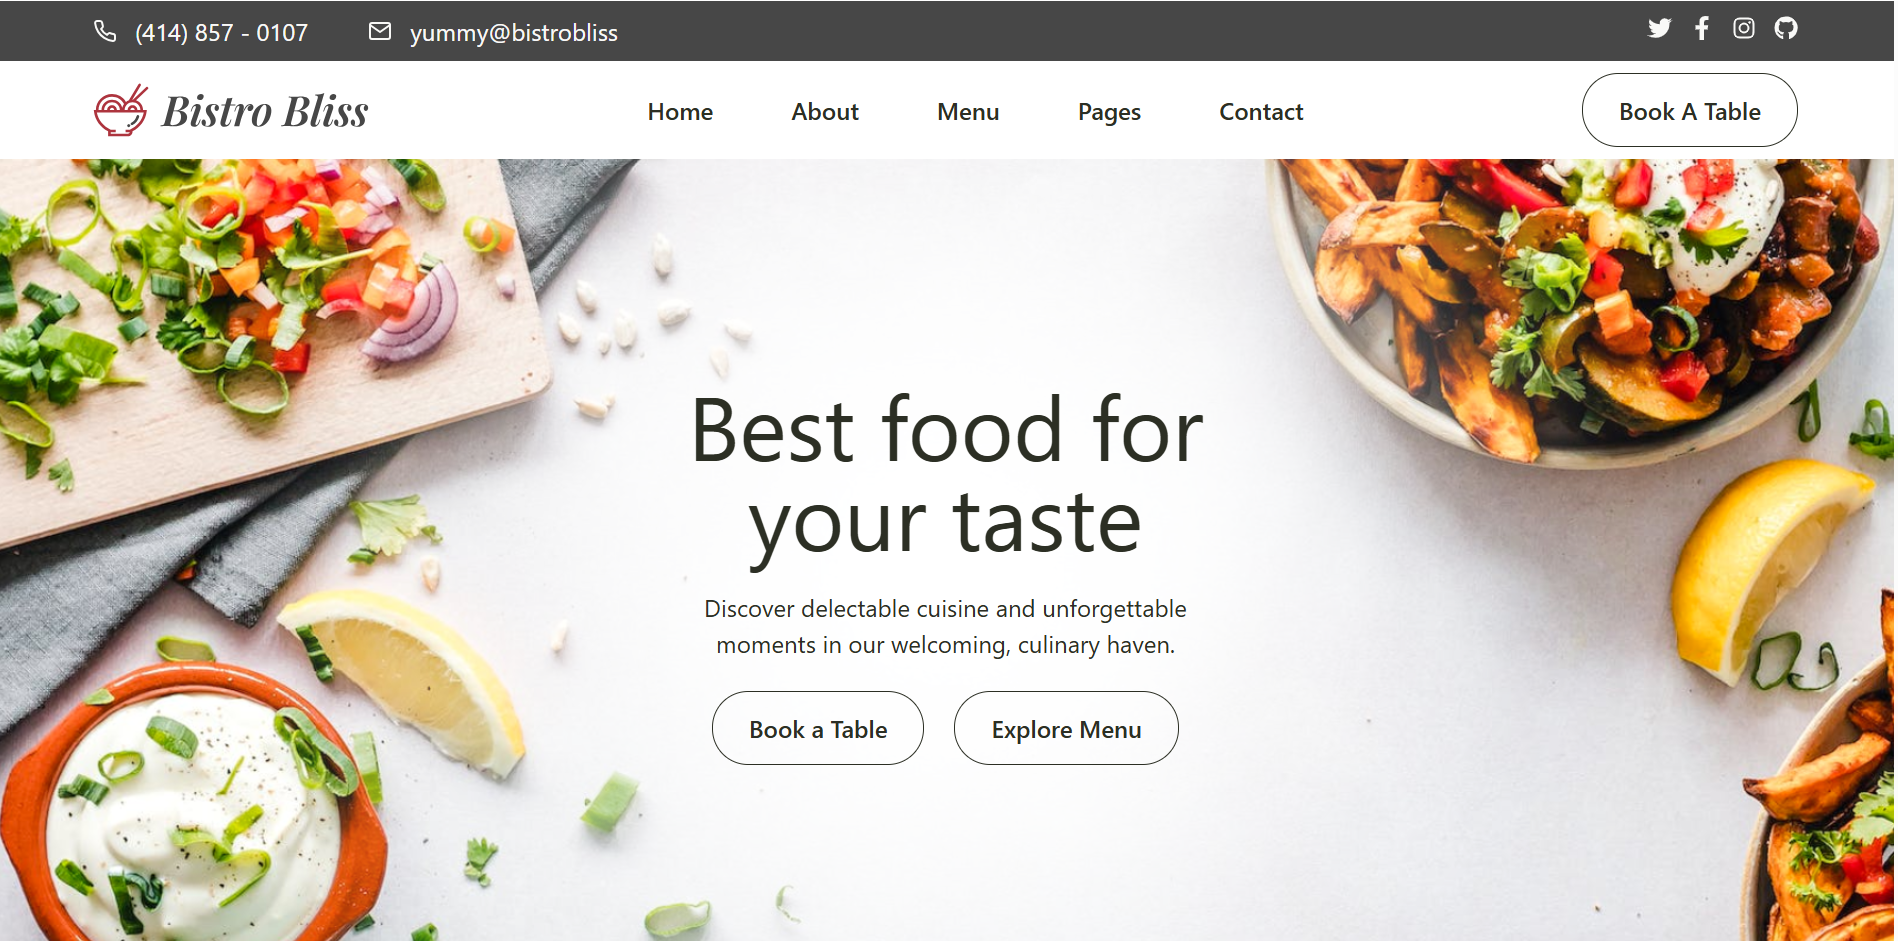 (414) 857 - 0107
yummy@bistrobliss
Bistro Bliss
Home
About
Menu
Pages
Contact
Book A Table
Best food for
your taste
Discover delectable cuisine and unforgettable
moments in our welcoming, culinary haven.
Book a Table
Explore Menu